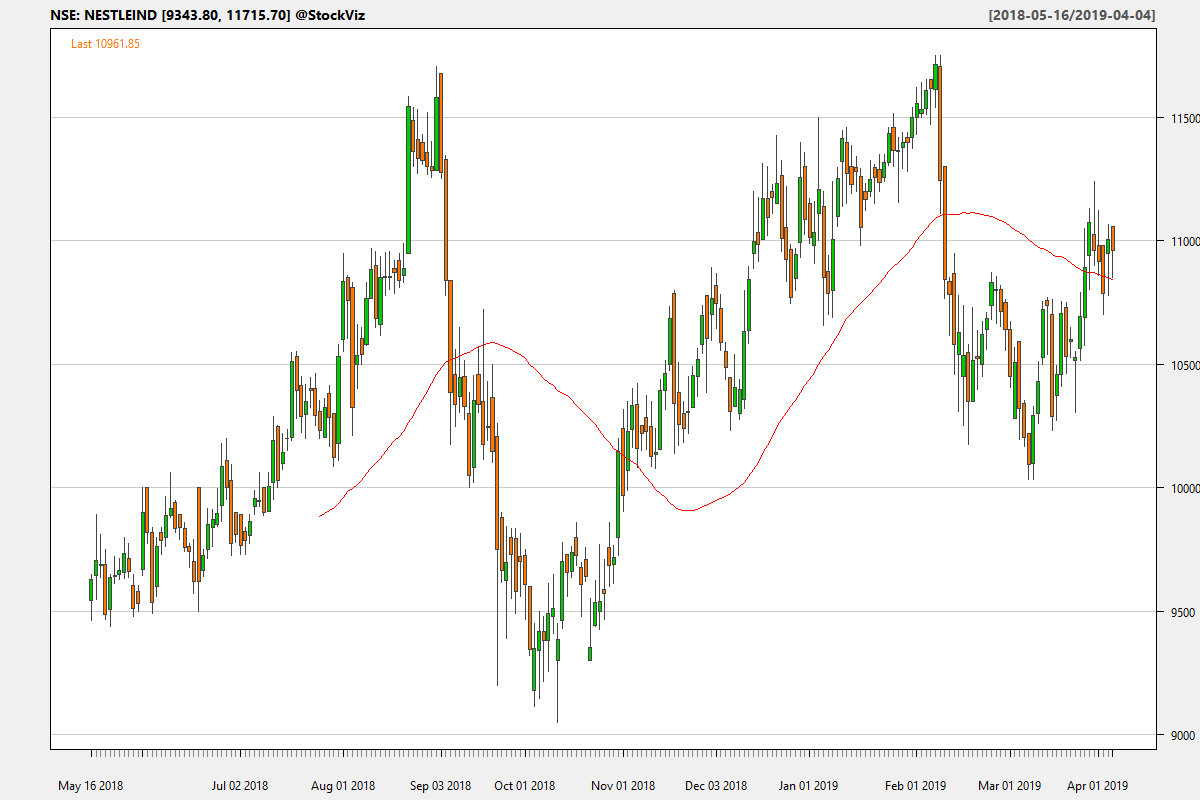 NSE: NESTLEIND [9343.80, 11715.70] @StockViz [2018-05-16/2019-04-04]
Last 10961.85
11500
11000
10500
10000
9500
9000
May 16 2018 Jul 02 2018 Aug 01 2018 Sep 03 2018 Oct 01 2018 Nov 01 2018 Dec 03 2018 Jan 01 2019 Feb 01 2019 Mar 01 2019 Apr 01 2019